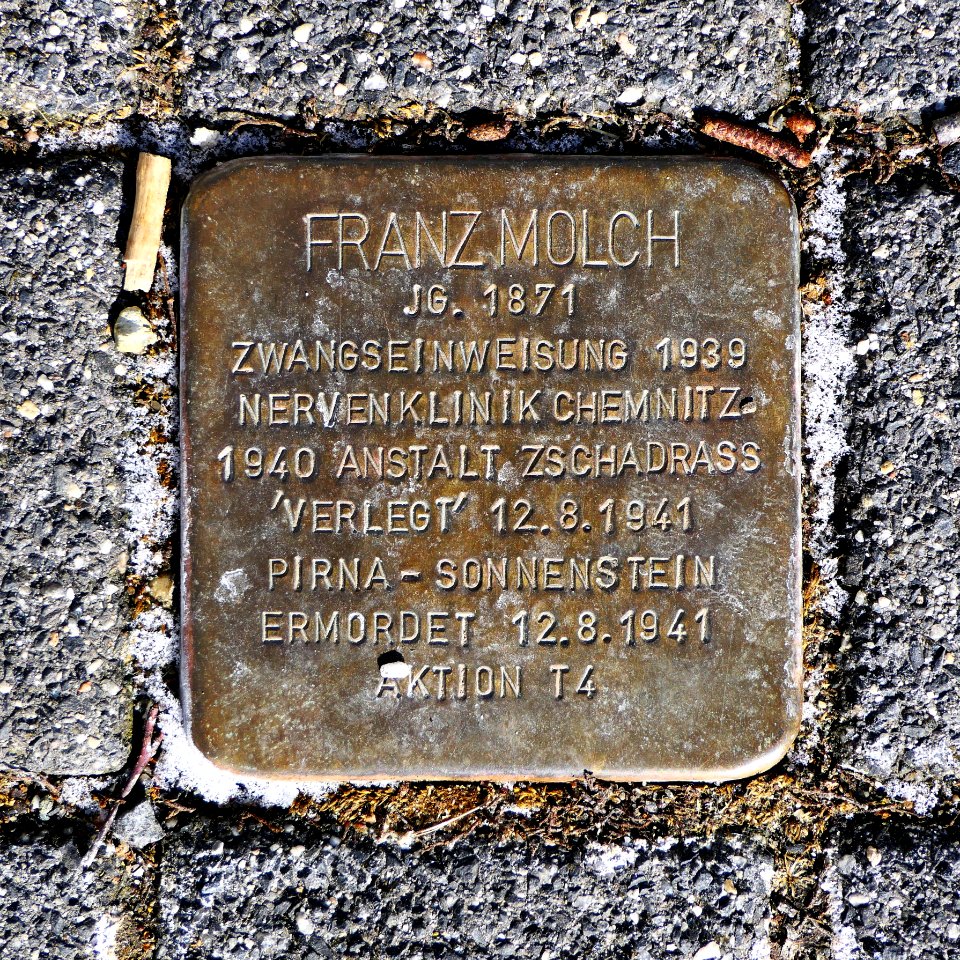 FRANZ MOLCH
JG. 1871
ZWANGSEINWEISUNG 1939
NERVENKLINIK CHEMNITZ-
1940 ANSTALT ZSCHADRASS
'VERLEGT' 12.8.1941
PIRNA-SONNENSTEIN
ERMORDET 12.8.1941
AKTION T4